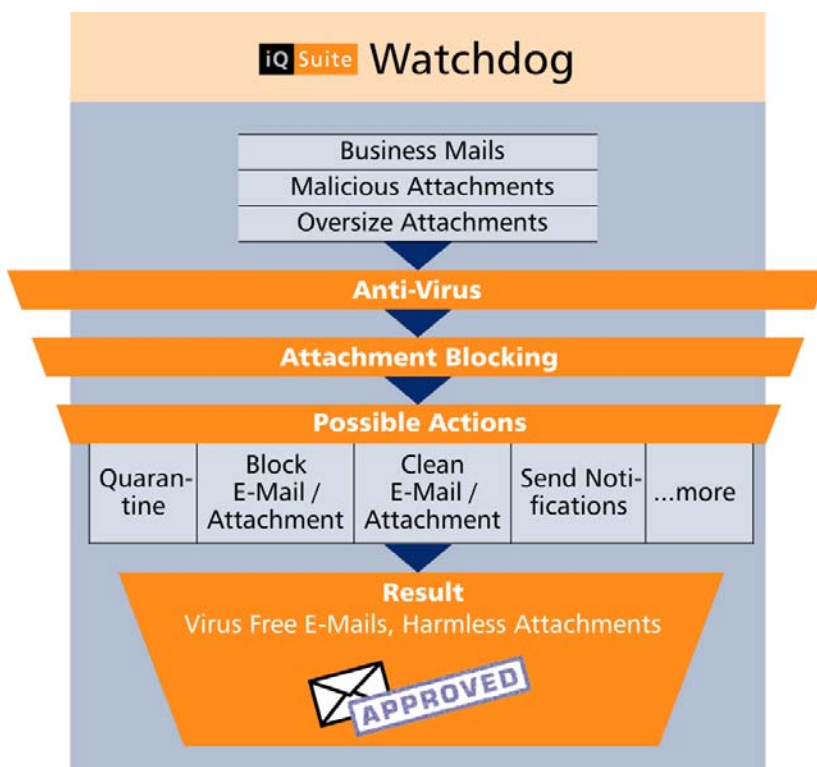 iQ Suite Watchdog
Business Mails
Malicious Attachments
Oversize Attachments
Anti-Virus
Attachment Blocking
Possible Actions
Quaran-
tine
Block
E-Mail /
Attachment
Clean
E-Mail /
Attachment
Send Noti-
fications
...more
Result
Virus Free E-Mails, Harmless Attachments
APPROVED